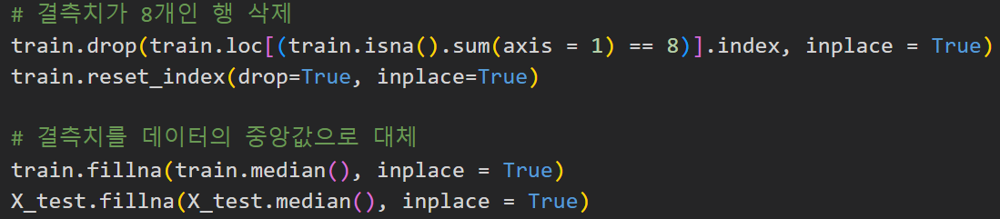 # 결측치가 8개인 행 삭제
train.drop(train.loc[(train.isna().sum(axis = 1) == 8)].index, inplace = True)
train.reset_index(drop=True, inplace=True)
# 결측치를 데이터의 중앙값으로 대체
train.fillna(train.median(), inplace = True)
X_test.fillna(X_test.median(), inplace = True)